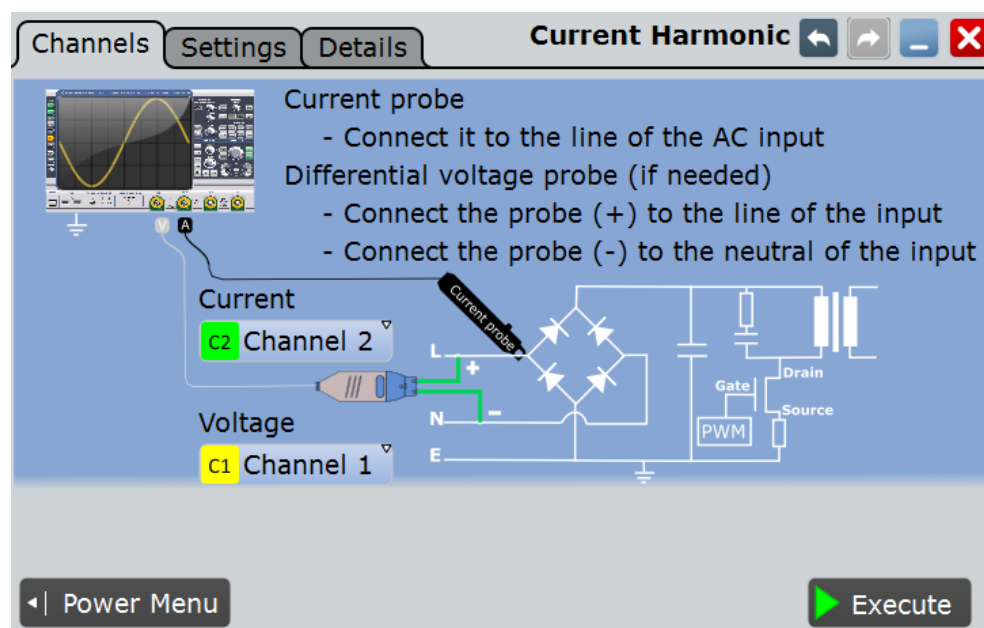 Channels Settings Details Current Harmonic
Current probe
- Connect it to the line of the AC input
Differential voltage probe (if needed)
- Connect the probe (+) to the line of the input
- Connect the probe (-) to the neutral of the input
V A
Current
Current probe
C2 Channel 2
L
+
Drain
Gate
Source
Voltage
N
-
PWM
C1 Channel 1
E
Power Menu
Execute